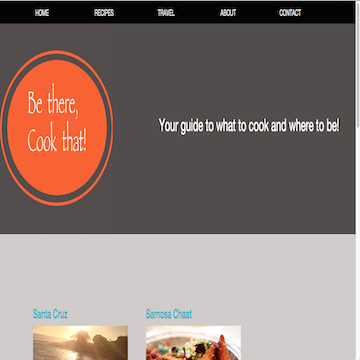 HOME RECIPES TRAVEL ABOUT CONTACT
Be there,
Cook that!
Your guide to what to cook and where to be!
Santa Cruz Samosa Chaat